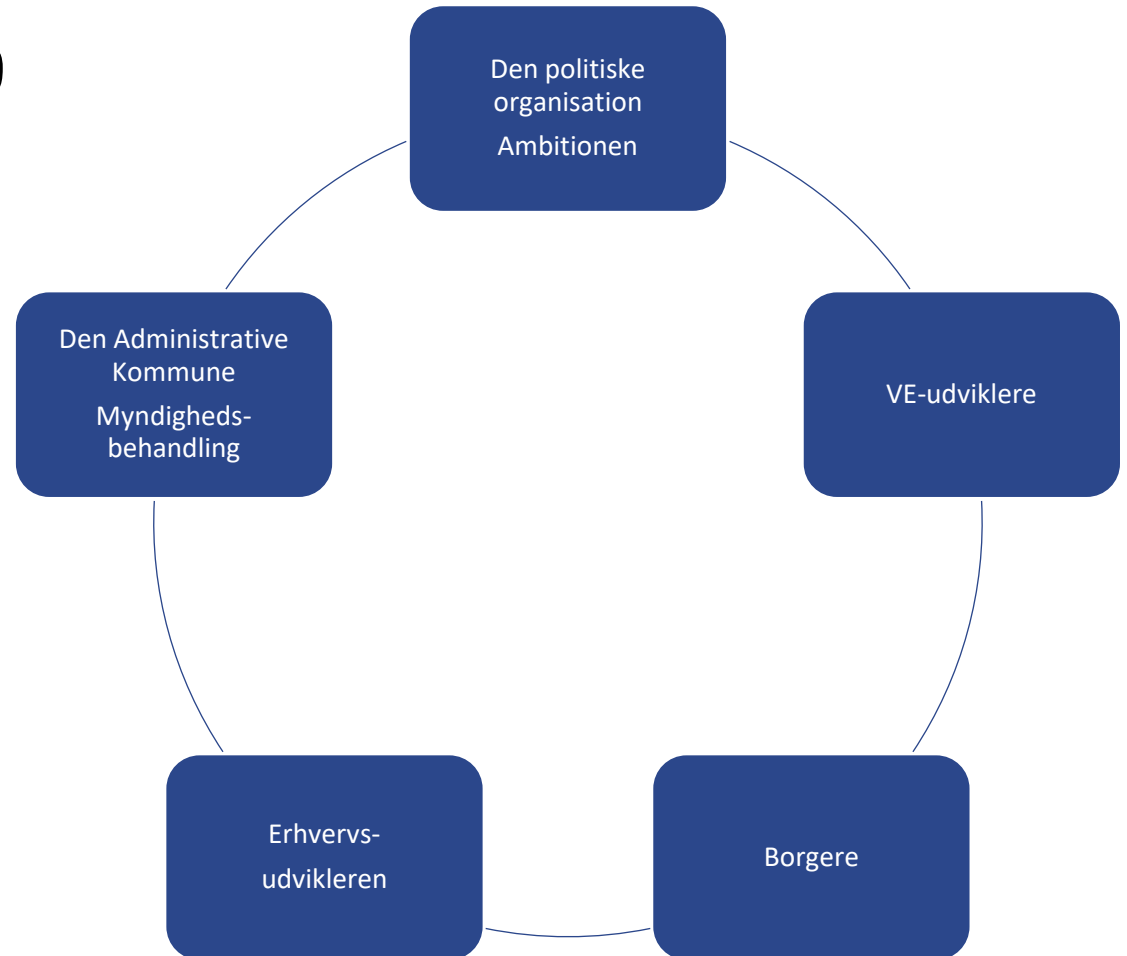 Den politiske
organisation
Ambitionen
VE-udviklere
Borgere
Erhvervs-
udvikleren
Den Administrative
Kommune
Myndigheds-
behandling